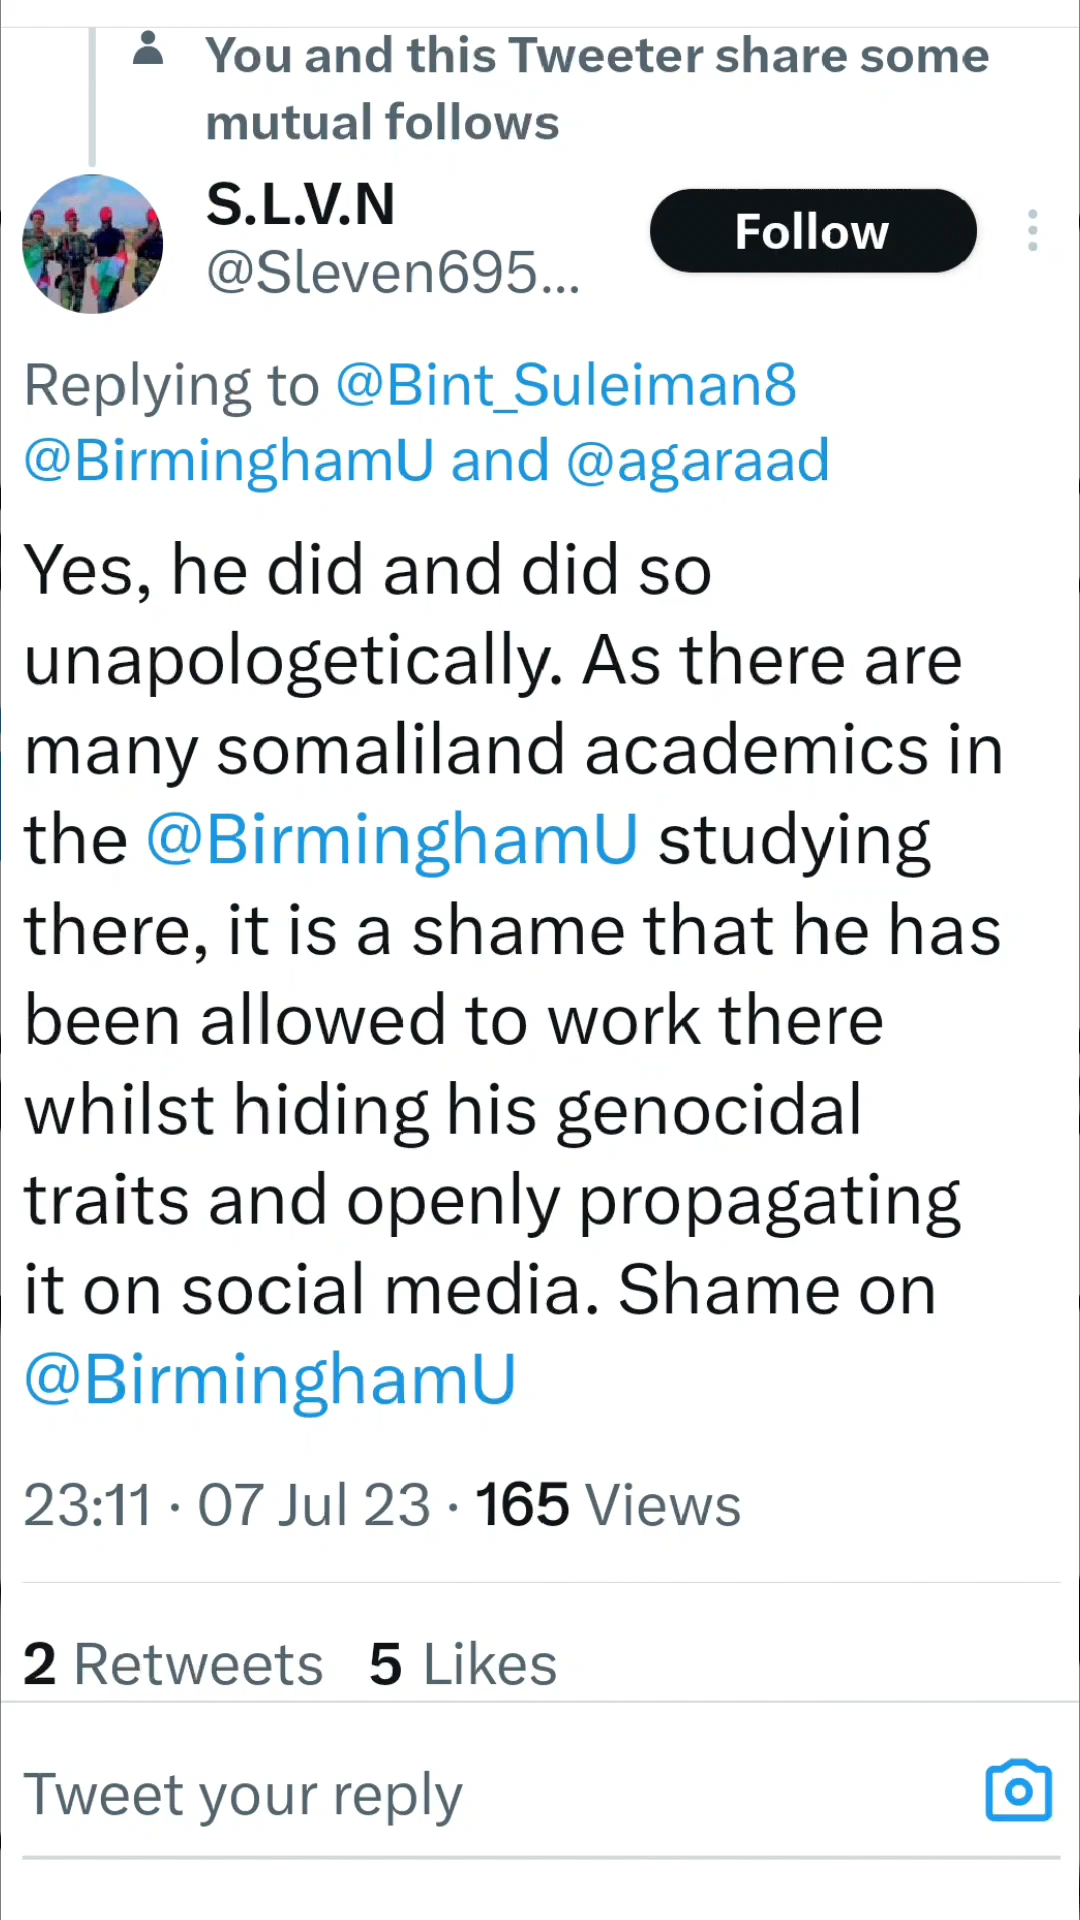 You and this Tweeter share some
mutual follows
S.L.V.N
@Sleven695...
Follow
Replying to @Bint_Suleiman8
@BirminghamU and @agaraad
Yes, he did and did so
unapologetically. As there are
many somaliland academics in
the @BirminghamU studying
there, it is a shame that he has
been allowed to work there
whilst hiding his genocidal
traits and openly propagating
it on social media. Shame on
@BirminghamU
23:11 · 07 Jul 23 · 165 Views
2 Retweets 5 Likes
Tweet your reply